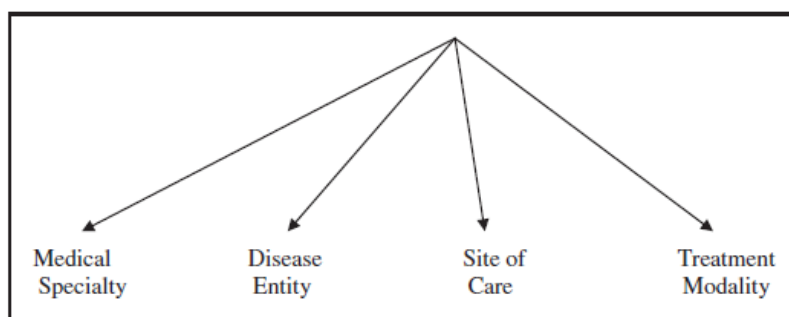 Medical Specialty
Disease Entity
Site of Care
Treatment Modality